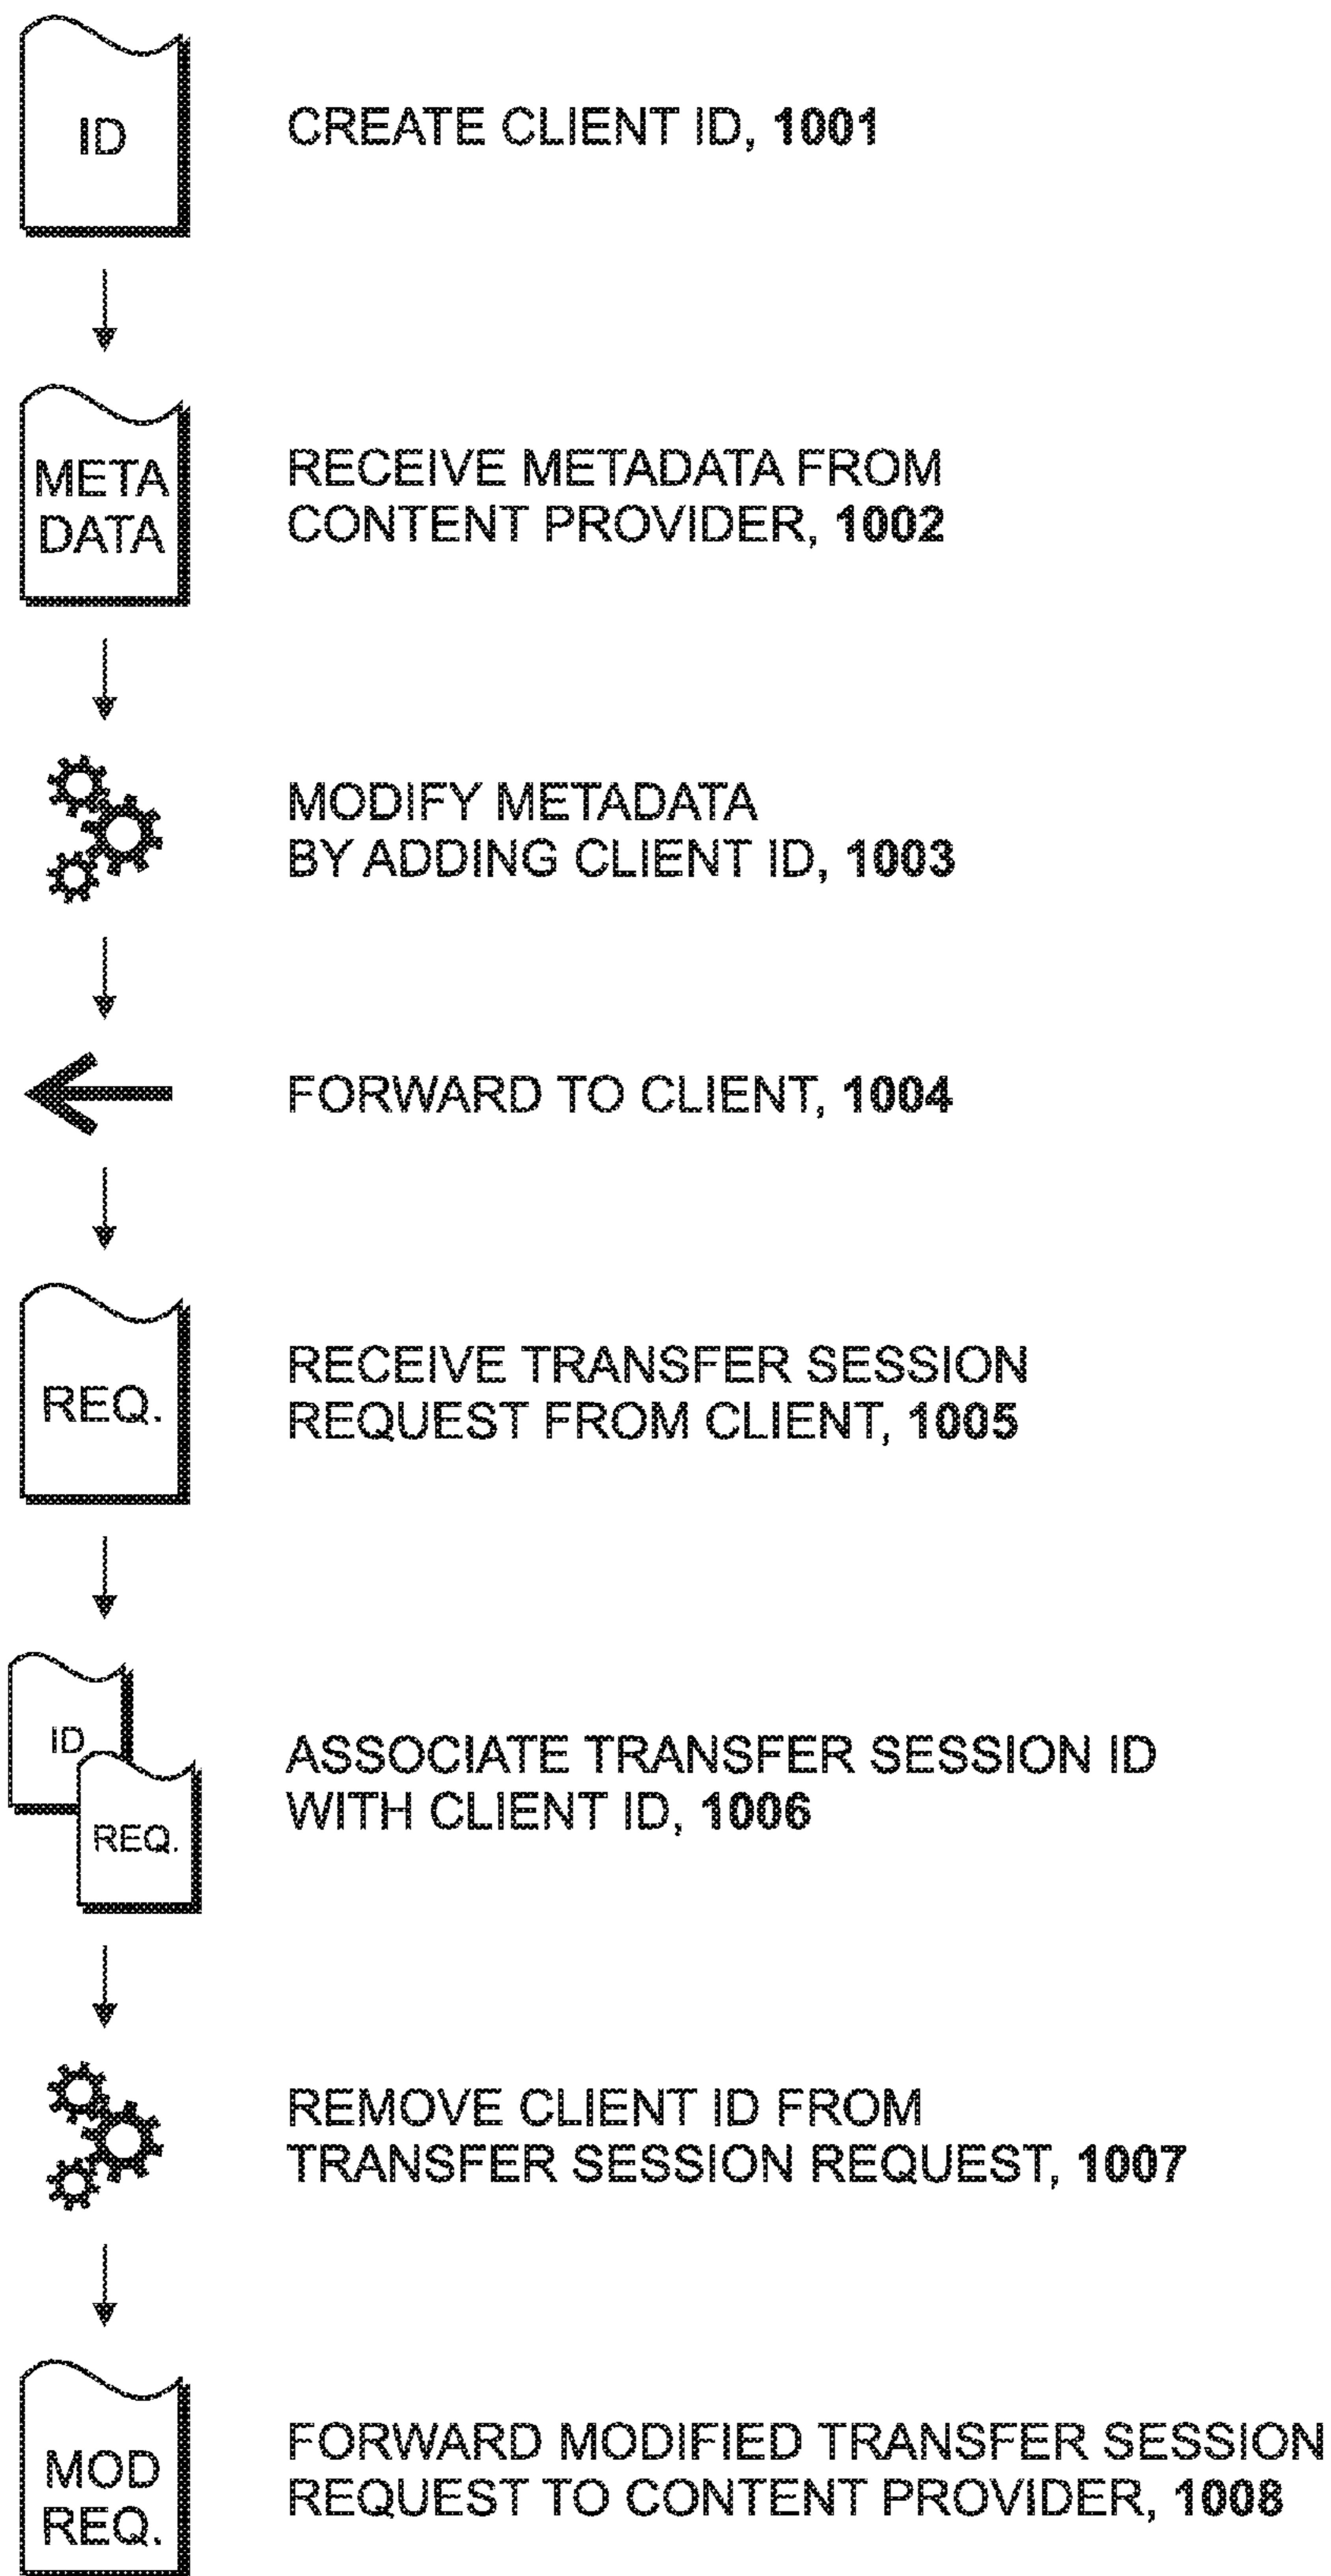 ID
CREATE CLIENT ID, 1001
META
DATA
RECEIVE METADATA FROM
CONTENT PROVIDER, 1002
MODIFY METADATA
BY ADDING CLIENT ID, 1003
FORWARD TO CLIENT, 1004
REQ.
RECEIVE TRANSFER SESSION
REQUEST FROM CLIENT, 1005
ID
REQ.
ASSOCIATE TRANSFER SESSION ID
WITH CLIENT ID, 1006
REMOVE CLIENT ID FROM
TRANSFER SESSION REQUEST, 1007
MOD
REQ.
FORWARD MODIFIED TRANSFER SESSION
REQUEST TO CONTENT PROVIDER, 1008